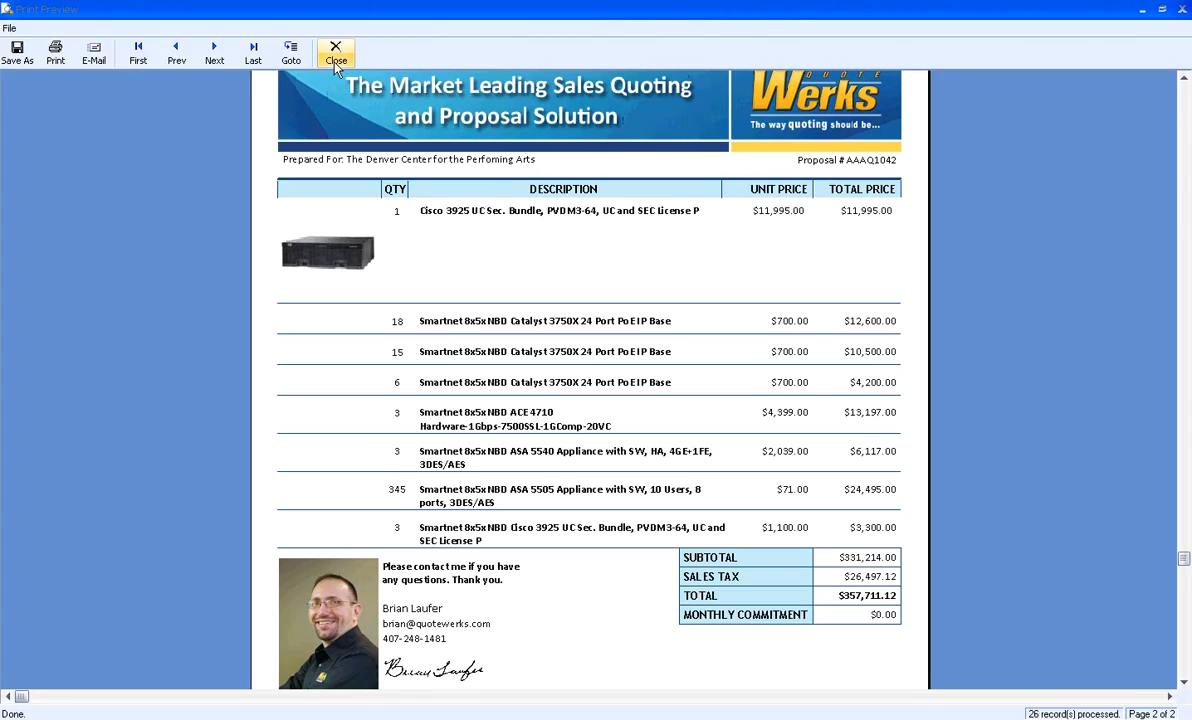 Print Preview
File
Save As Print E-Mail First Prev Next Last Goto Close
The Market Leading Sales Quoting
and Proposal Solution
QUOTE
Werks
The way quoting should be...
Prepared For: The Denver Center for the Perfoming Arts Proposal # AAAQ1042
QTY DESCRIPTION UNIT PRICE TOTAL PRICE
1 Cisco 3925 UC Sec. Bundle, PVDM3-64, UC and SEC License P $11,995.00 $11,995.00
18 Smartnet 8x5xNBD Catalyst 3750X 24 Port PoE IP Base $700.00 $12,600.00
15 Smartnet 8x5xNBD Catalyst 3750X 24 Port PoE IP Base $700.00 $10,500.00
6 Smartnet 8x5xNBD Catalyst 3750X 24 Port PoE IP Base $700.00 $4,200.00
3 Smartnet 8x5xNBD ACE 4710 $4,399.00 $13,197.00
Hardware-1Gbps-7500SSL-1GComp-20VC
3 Smartnet 8x5xNBD ASA 5540 Appliance with SW, HA, 4GE+1FE, $2,039.00 $6,117.00
3DES/AES
345 Smartnet 8x5xNBD ASA 5505 Appliance with SW, 10 Users, 8 $71.00 $24,495.00
ports, 3DES/AES
3 Smartnet 8x5xNBD Cisco 3925 UC Sec. Bundle, PVDM3-64, UC and $1,100.00 $3,300.00
SEC License P
SUBTOTAL $331,214.00
SALES TAX $26,497.12
TOTAL $357,711.12
MONTHLY COMMITMENT $0.00
Please contact me if you have
any questions. Thank you.
Brian Laufer
brian@quotewerks.com
407-248-1481
Brian Laufer
Done. 26 record(s) processed. Page 2 of 2